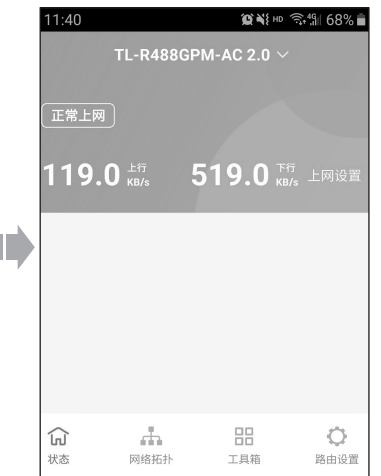 11:40 HD 4G 68%
TL-R488GPM-AC 2.0
正常上网
119.0 上行 KB/s 519.0 下行 KB/s 上网设置
状态 网络拓扑 工具箱 路由设置